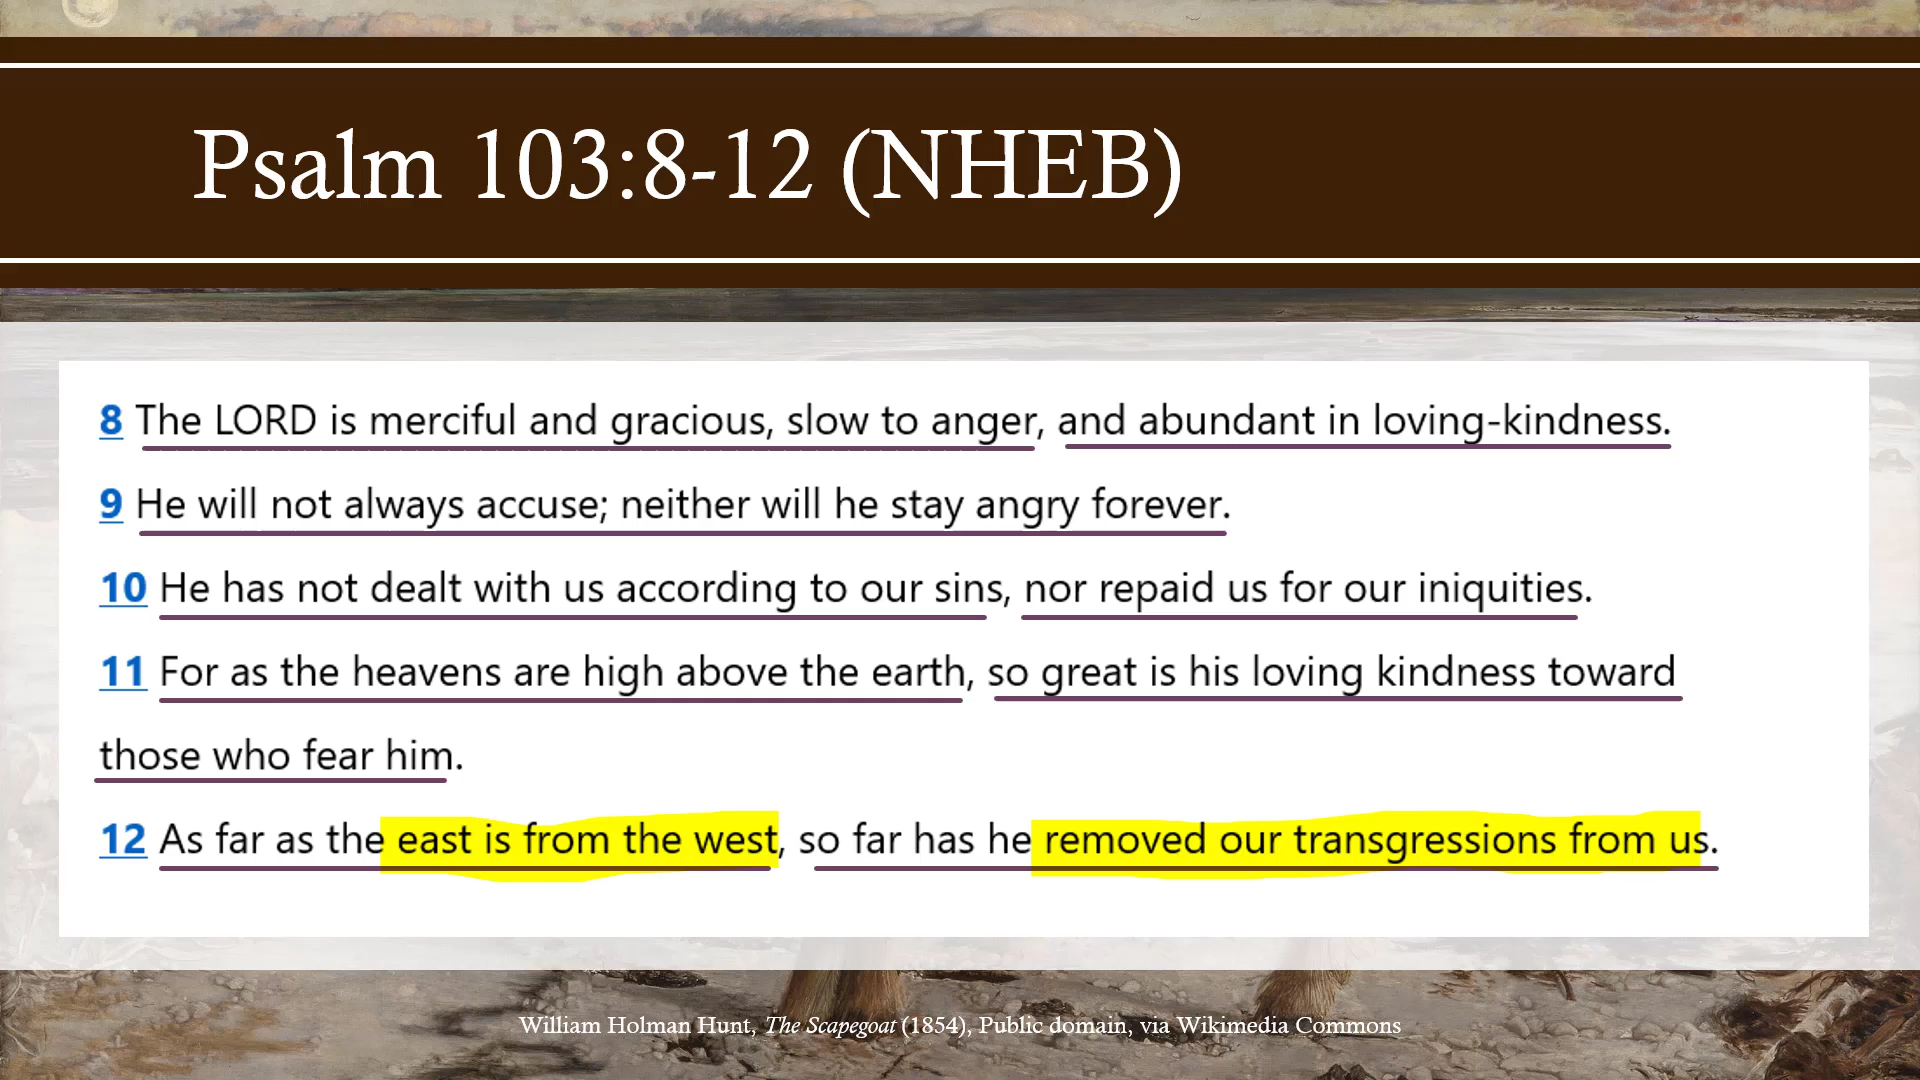 Psalm 103:8-12 (NHEB)
8 The LORD is merciful and gracious, slow to anger, and abundant in loving-kindness.
9 He will not always accuse; neither will he stay angry forever.
10 He has not dealt with us according to our sins, nor repaid us for our iniquities.
11 For as the heavens are high above the earth, so great is his loving kindness toward
those who fear him.
12 As far as the east is from the west, so far has he removed our transgressions from us.
William Holman Hunt, The Scapegoat (1854), Public domain, via Wikimedia Commons